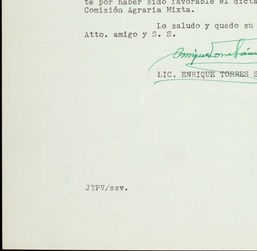 te por haber sido favorable el dicta
Comisión Agraria Mixta.
Lo saludo y quedo su
Atto. amigo y S. S.
LIC. ENRIQUE TORRES S
JTPV/ssv.